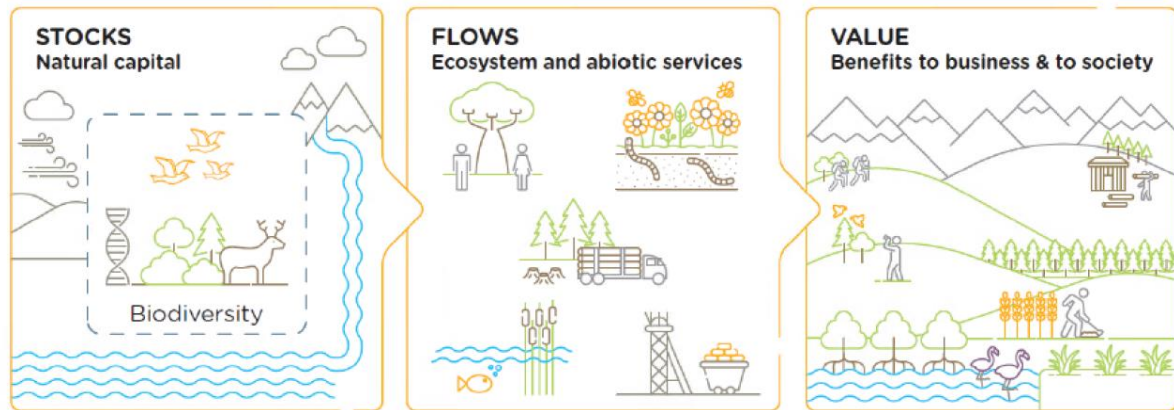 STOCKS
Natural capital
Biodiversity
FLOWS
Ecosystem and abiotic services
VALUE
Benefits to business & to society